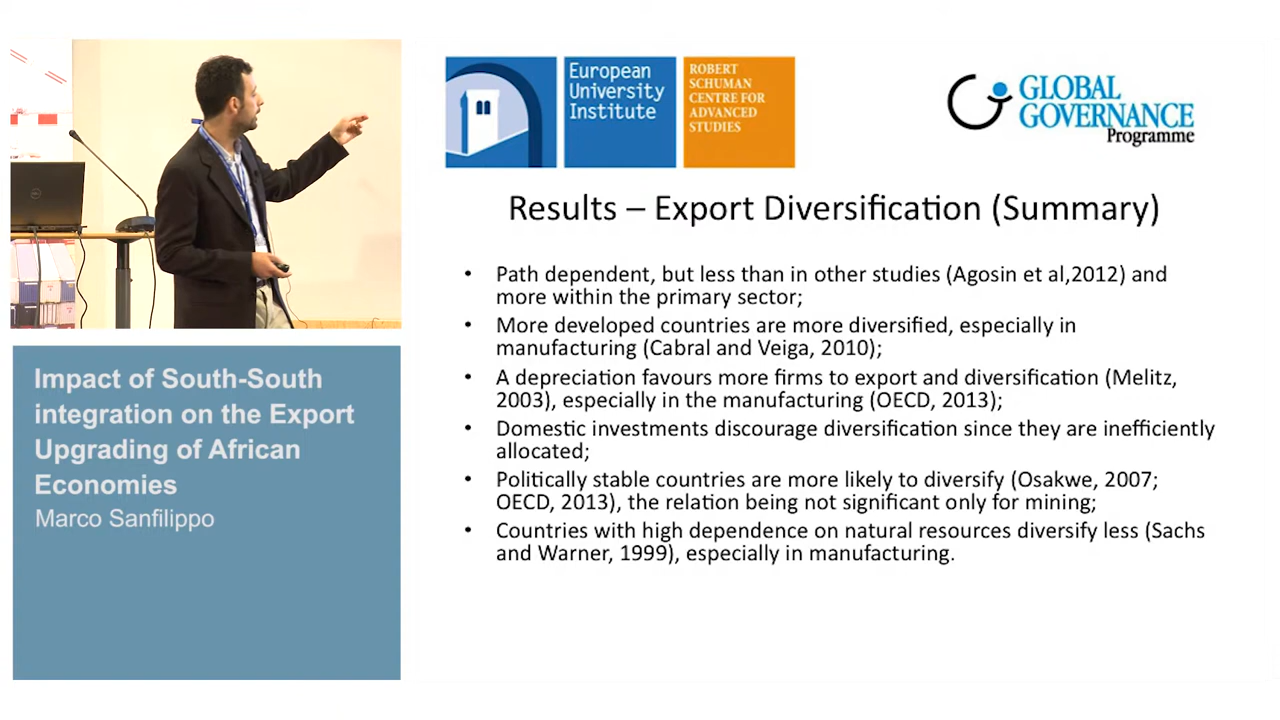 European
University
Institute
ROBERT
SCHUMAN
CENTRE FOR
ADVANCED
STUDIES
GLOBAL
GOVERNANCE
Programme
Results – Export Diversification (Summary)
• Path dependent, but less than in other studies (Agosin et al,2012) and
more within the primary sector;
• More developed countries are more diversified, especially in
manufacturing (Cabral and Veiga, 2010);
• A depreciation favours more firms to export and diversification (Melitz,
2003), especially in the manufacturing (OECD, 2013);
• Domestic investments discourage diversification since they are inefficiently
allocated;
• Politically stable countries are more likely to diversify (Osakwe, 2007;
OECD, 2013), the relation being not significant only for mining;
• Countries with high dependence on natural resources diversify less (Sachs
and Warner, 1999), especially in manufacturing.
Impact of South-South
integration on the Export
Upgrading of African
Economies
Marco Sanfilippo